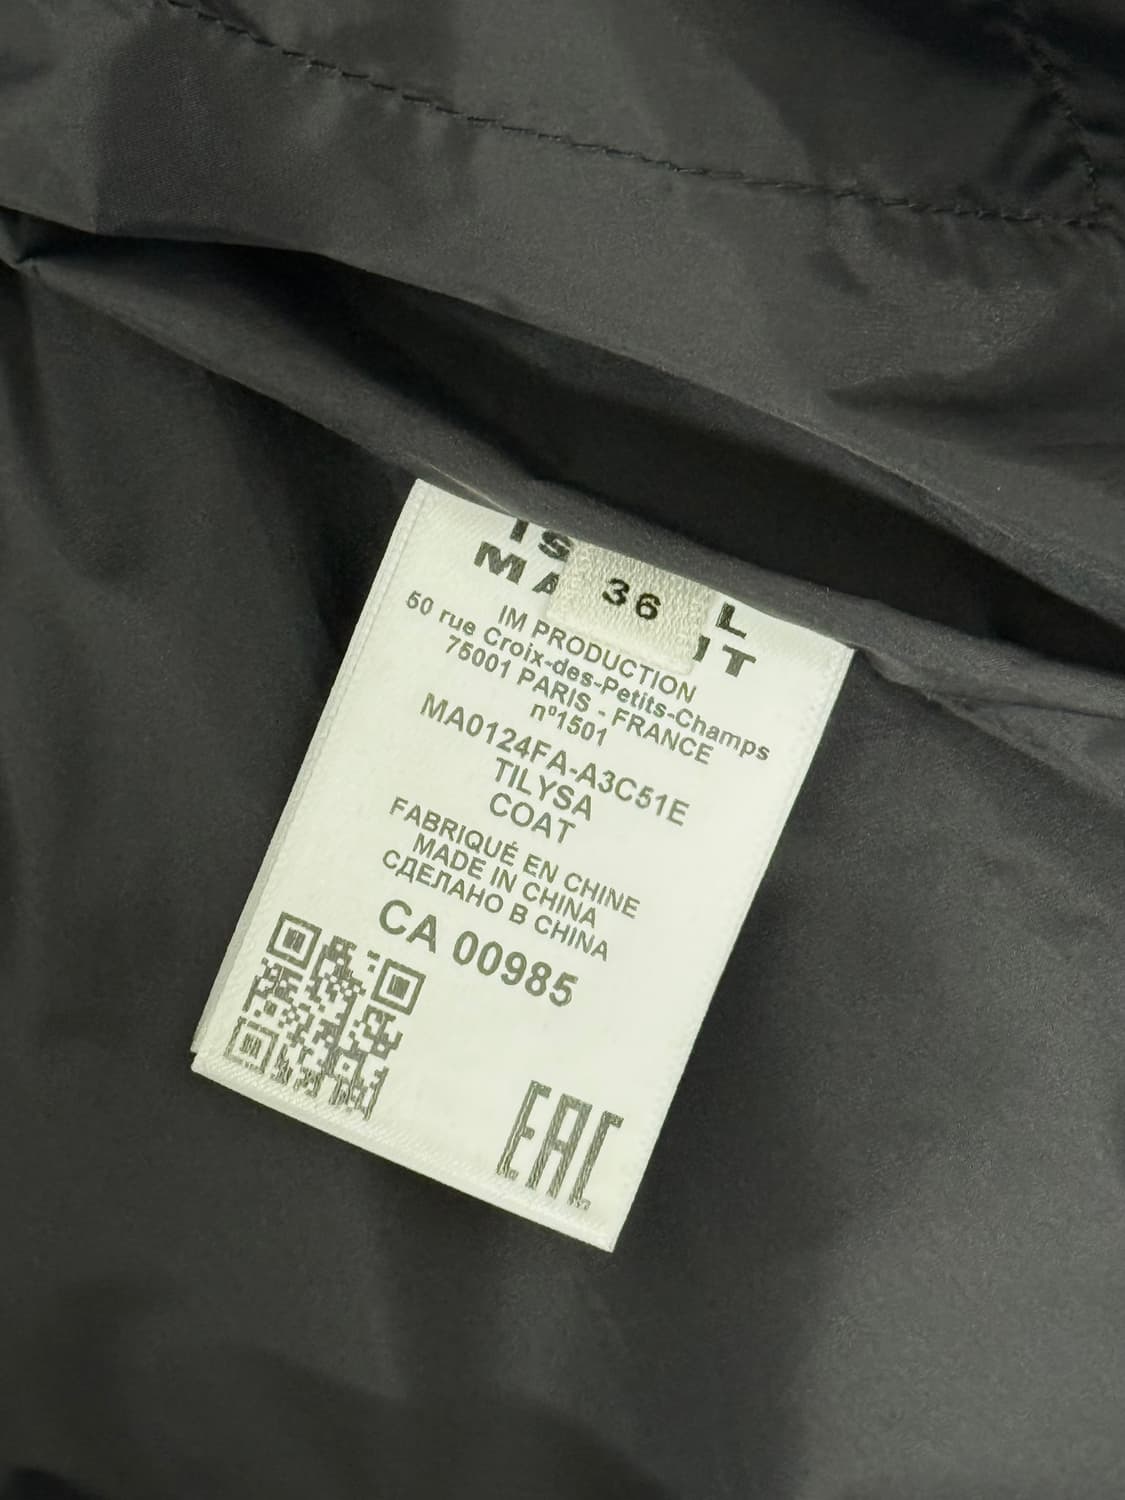 36
IM PRODUCTION
50 rue Croix-des-Petits-Champs
75001 PARIS - FRANCE
nº1501
MA0124FA-A3C51E
TILYSA
COAT
FABRIQUÉ EN CHINE
MADE IN CHINA
СДЕЛАНО В CHINA
CA 00985
EAC